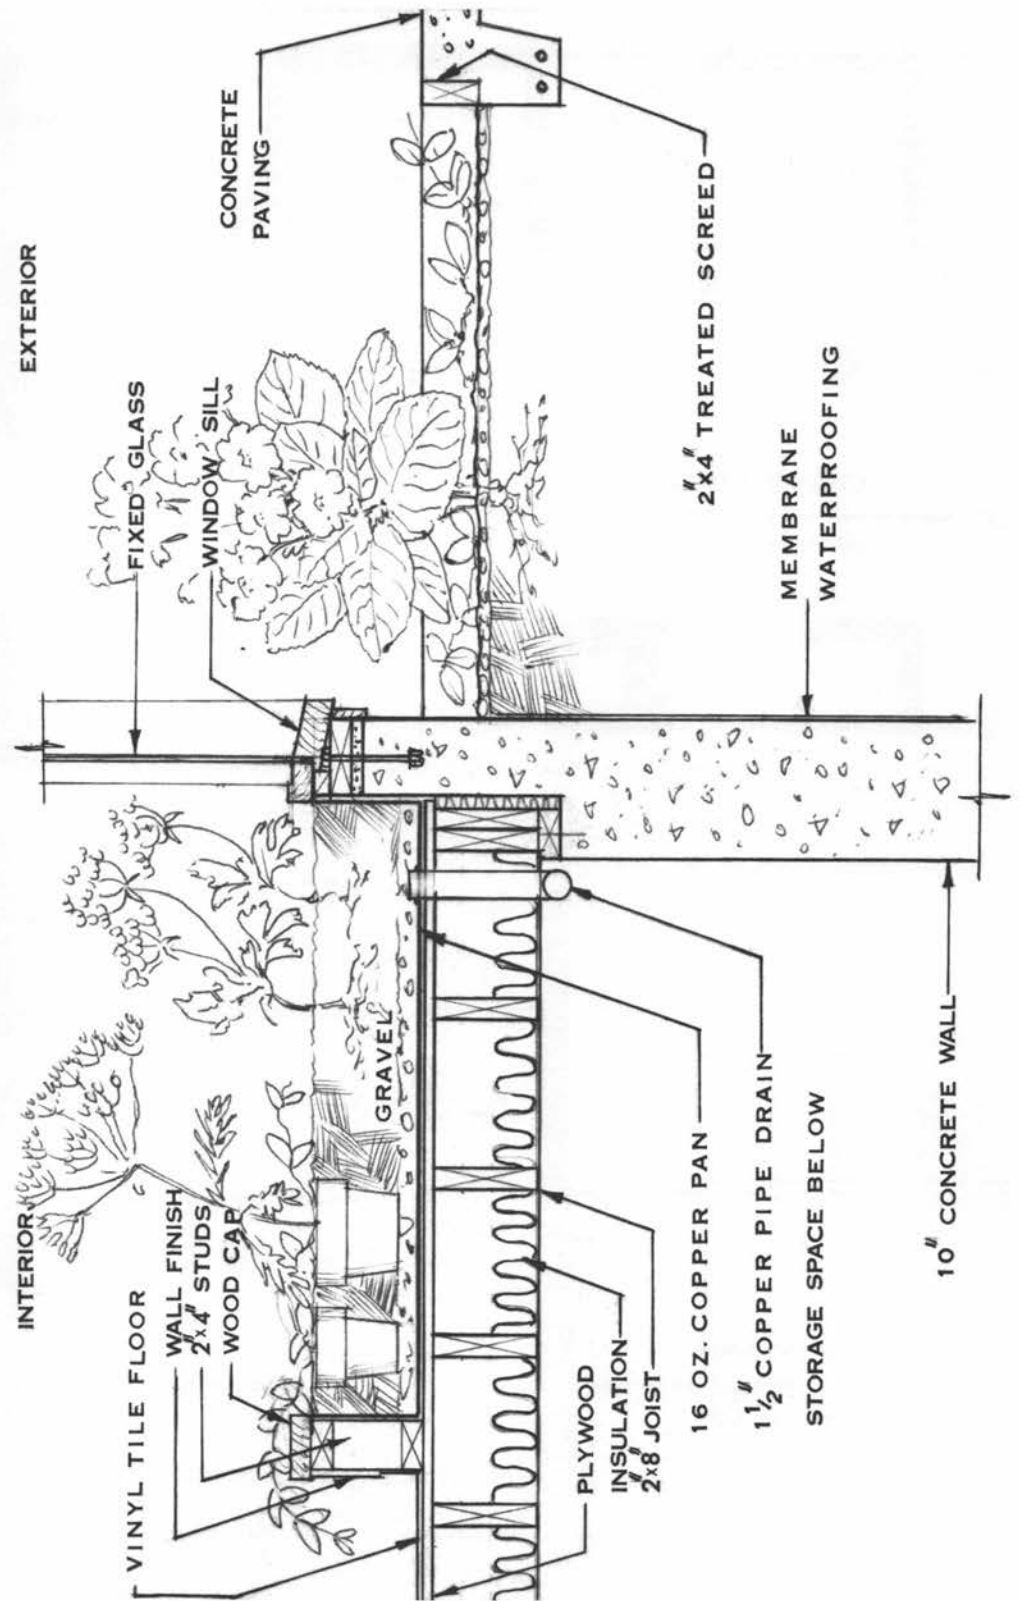 INTERIOR
EXTERIOR
VINYL TILE FLOOR
WALL FINISH
2"x4" STUDS
WOOD CAP
FIXED GLASS
WINDOW SILL
CONCRETE
PAVING
GRAVEL
PLYWOOD
INSULATION
2"x8" JOIST
16 OZ. COPPER PAN
1 1/2" COPPER PIPE DRAIN
STORAGE SPACE BELOW
10" CONCRETE WALL
MEMBRANE
WATERPROOFING
2"x4" TREATED SCREED